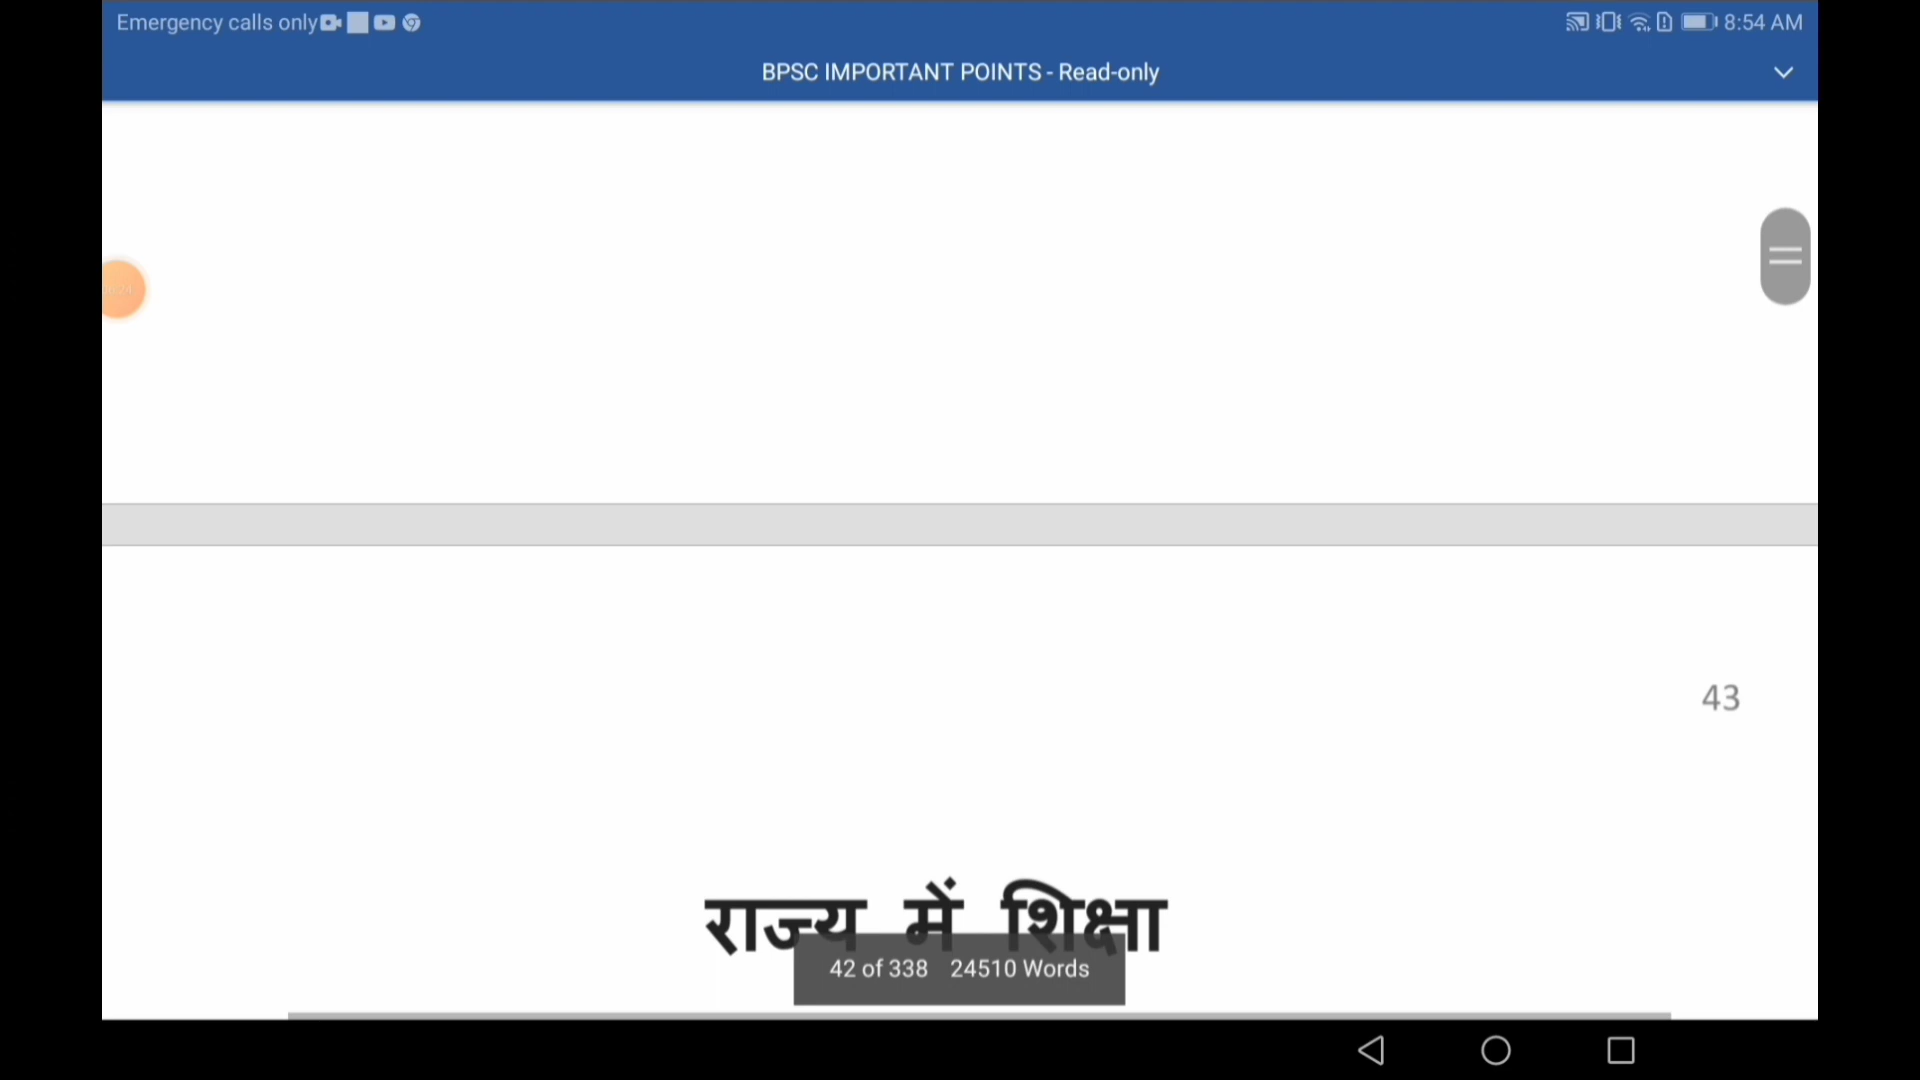 Emergency calls only 8:54 AM
BPSC IMPORTANT POINTS - Read-only
43
राज्य में शिक्षा
42 of 338 24510 Words